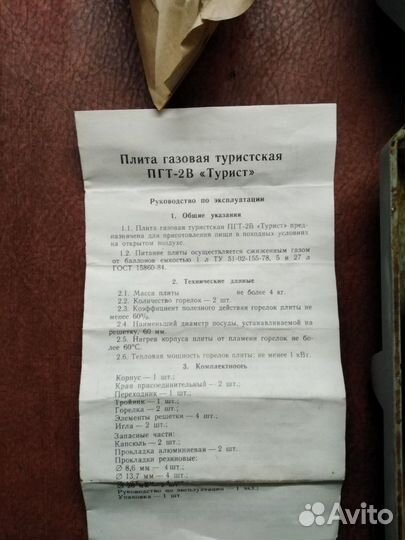 Плита газовая туристская
ПГТ-2В «Турист»
Руководство по эксплуатации
1. Общие указания
1.1. Плита газовая туристская ПГТ-2В «Турист» пред-
назначена для приготовления пищи в походных условиях
на открытом воздухе.
1.2. Питание плиты осуществляется сжиженным газом
от баллонов емкостью 1 л ТУ 51-02-155-78, 5 и 27 л
ГОСТ 15860-84.
2. Технические данные
2.1. Масса плиты не более 4 кг.
2.2. Количество горелок — 2 шт.
2.3. Коэффициент полезного действия горелок плиты не
менее 60%.
2.4. Наименьший диаметр посуды, устанавливаемой на
решетку, 60 мм.
2.5. Нагрев корпуса плиты от пламени горелок не бо-
лее 60°С.
2.6. Тепловая мощность горелок плиты, не менее 1 кВт.
3. Комплектность
Корпус — 1 шт.;
Кран присоединительный — 2 шт.;
Переходник — 1 шт.;
Тройник — 1 шт.;
Горелка — 2 шт.;
Элементы решетки — 4 шт.;
Игла — 2 шт.;
Запасные части:
Капсюль — 2 шт.;
Прокладка алюминиевая — 2 шт.
Прокладки резиновые:
∅ 8,6 мм — 4 шт.;
∅ 13,7 мм — 4 шт.
Руководство по эксплуатации — 1 экз.;
Упаковка — 1 шт.
Avito